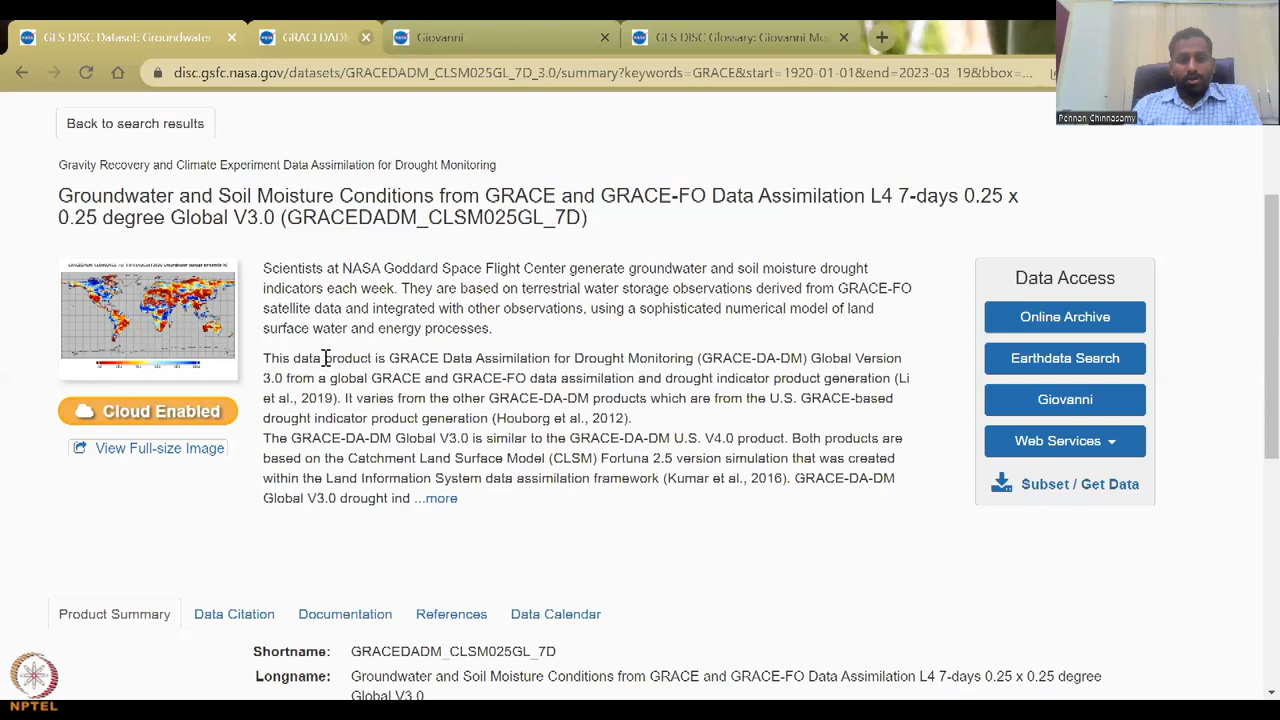 GES DISC Dataset: Groundwater
GRACEDADM
Giovanni
GES DISC Glossary: Giovanni Me
disc.gsfc.nasa.gov/datasets/GRACEDADM_CLSM025GL_7D_3.0/summary?keywords=GRACE&start=1920-01-01&end=2023-03 19&bbox=...
Pennan Chinnasamy
Back to search results
Gravity Recovery and Climate Experiment Data Assimilation for Drought Monitoring
Groundwater and Soil Moisture Conditions from GRACE and GRACE-FO Data Assimilation L4 7-days 0.25 x
0.25 degree Global V3.0 (GRACEDADM_CLSM025GL_7D)
Scientists at NASA Goddard Space Flight Center generate groundwater and soil moisture drought
indicators each week. They are based on terrestrial water storage observations derived from GRACE-FO
satellite data and integrated with other observations, using a sophisticated numerical model of land
surface water and energy processes.
This data product is GRACE Data Assimilation for Drought Monitoring (GRACE-DA-DM) Global Version
3.0 from a global GRACE and GRACE-FO data assimilation and drought indicator product generation (Li
et al., 2019). It varies from the other GRACE-DA-DM products which are from the U.S. GRACE-based
drought indicator product generation (Houborg et al., 2012).
The GRACE-DA-DM Global V3.0 is similar to the GRACE-DA-DM U.S. V4.0 product. Both products are
based on the Catchment Land Surface Model (CLSM) Fortuna 2.5 version simulation that was created
within the Land Information System data assimilation framework (Kumar et al., 2016). GRACE-DA-DM
Global V3.0 drought ind ...more
Cloud Enabled
View Full-size Image
Data Access
Online Archive
Earthdata Search
Giovanni
Web Services
Subset / Get Data
Product Summary
Data Citation
Documentation
References
Data Calendar
Shortname: GRACEDADM_CLSM025GL_7D
Longname: Groundwater and Soil Moisture Conditions from GRACE and GRACE-FO Data Assimilation L4 7-days 0.25 x 0.25 degree
Global V3.0
NPTEL